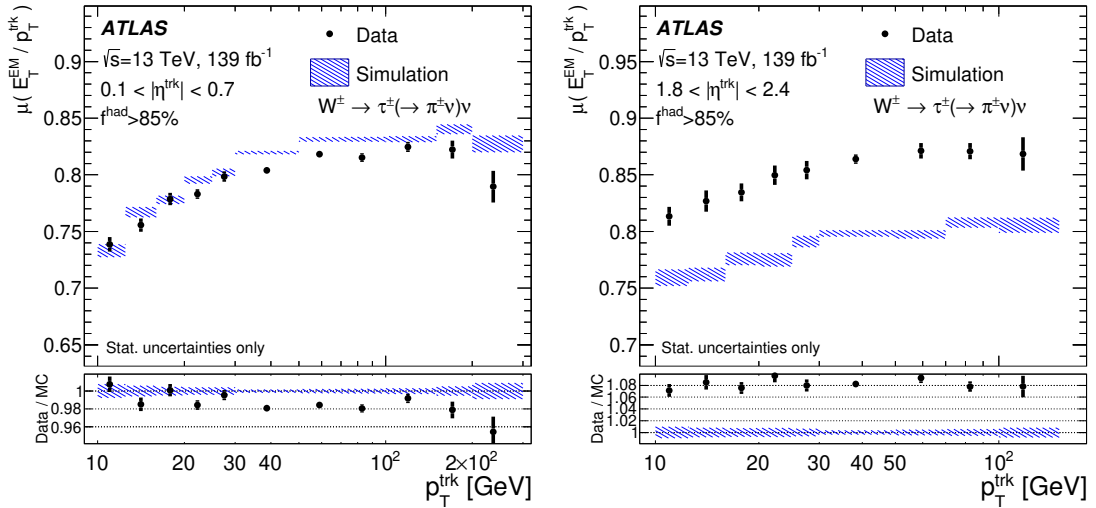 μ( E_T^EM / p_T^trk )
ATLAS
√s=13 TeV, 139 fb⁻¹
0.1 < |η^trk| < 0.7
f^had>85%
Data
Simulation
W± → τ±(→ π±ν)ν
0.9
0.85
0.8
0.75
0.7
0.65
Stat. uncertainties only
Data / MC
1
0.98
0.96
10 20 30 40 10² 2×10²
p_T^trk [GeV]
μ( E_T^EM / p_T^trk )
ATLAS
√s=13 TeV, 139 fb⁻¹
1.8 < |η^trk| < 2.4
f^had>85%
Data
Simulation
W± → τ±(→ π±ν)ν
0.95
0.9
0.85
0.8
0.75
0.7
Stat. uncertainties only
Data / MC
1.08
1.06
1.04
1.02
1
10 20 30 40 50 10²
p_T^trk [GeV]